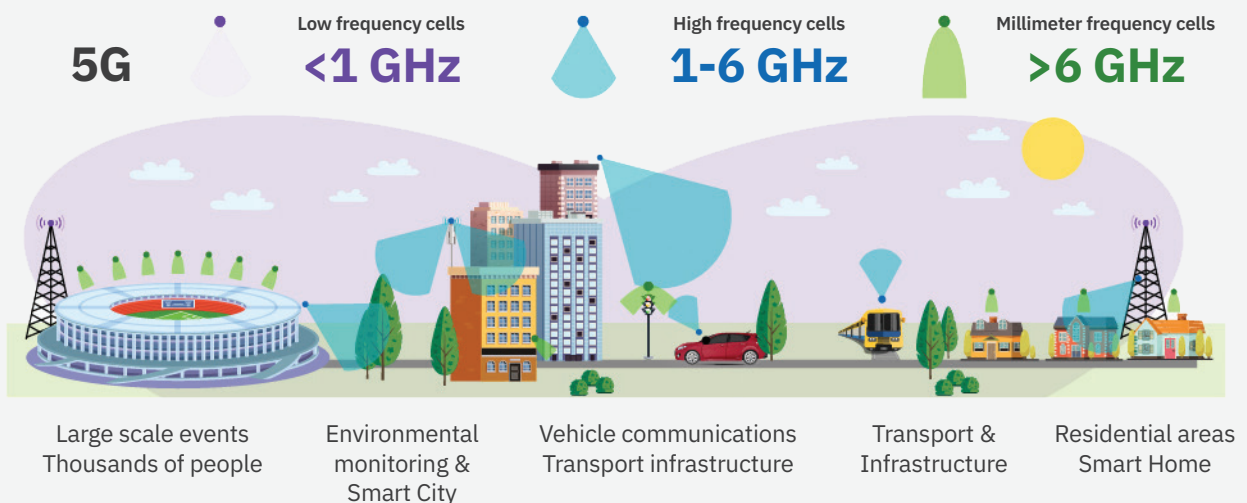 5G
Low frequency cells
<1 GHz
High frequency cells
1-6 GHz
Millimeter frequency cells
>6 GHz
Large scale events
Thousands of people
Environmental
monitoring &
Smart City
Vehicle communications
Transport infrastructure
Transport &
Infrastructure
Residential areas
Smart Home